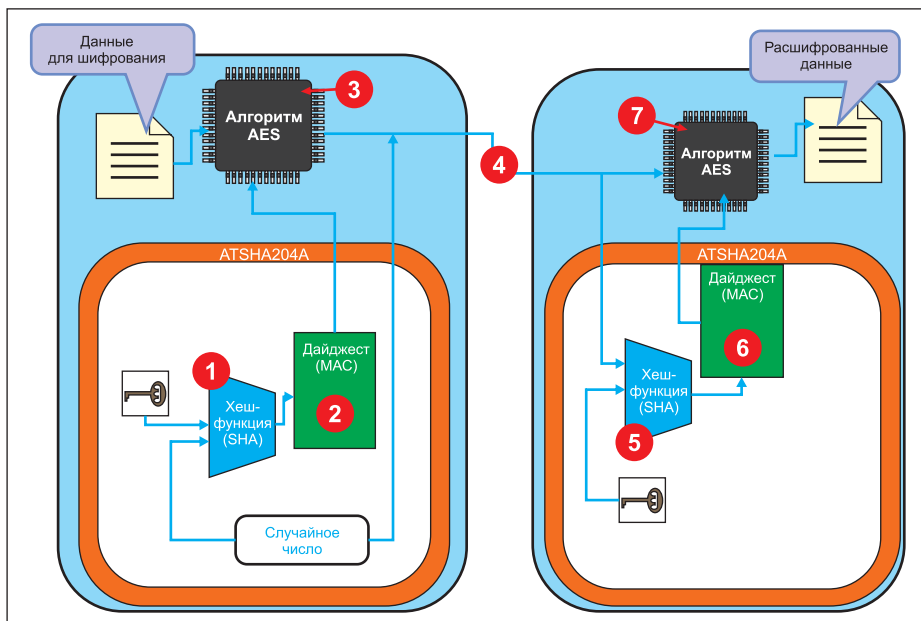 Данные
для шифрования
Алгоритм
AES
3
4
ATSHA204A
1
Хеш-
функция
(SHA)
Дайджест
(MAC)
2
Случайное
число
Расшифрованные
данные
7
Алгоритм
AES
ATSHA204A
Дайджест
(MAC)
6
Хеш-
функция
(SHA)
5